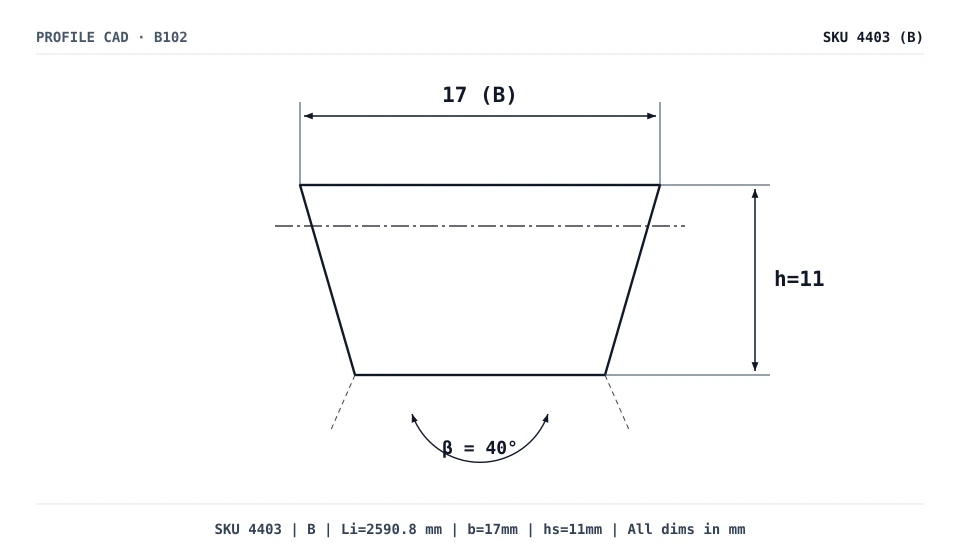 PROFILE CAD · B102
SKU 4403 (B)
17 (B)
h=11
β = 40°
SKU 4403 | B | Li=2590.8 mm | b=17mm | hs=11mm | All dims in mm